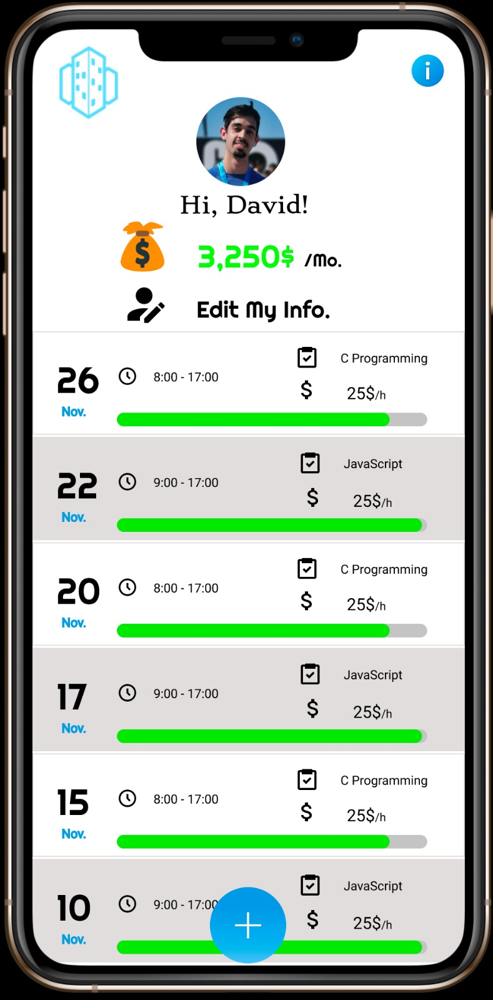 i
Hi, David!
$
3,250$ /Mo.
Edit My Info.
26
Nov.
8:00 - 17:00
C Programming
$
25$/h
22
Nov.
9:00 - 17:00
JavaScript
$
25$/h
20
Nov.
8:00 - 17:00
C Programming
$
25$/h
17
Nov.
9:00 - 17:00
JavaScript
$
25$/h
15
Nov.
8:00 - 17:00
C Programming
$
25$/h
10
Nov.
9:00 - 17:00
JavaScript
$
25$/h
+